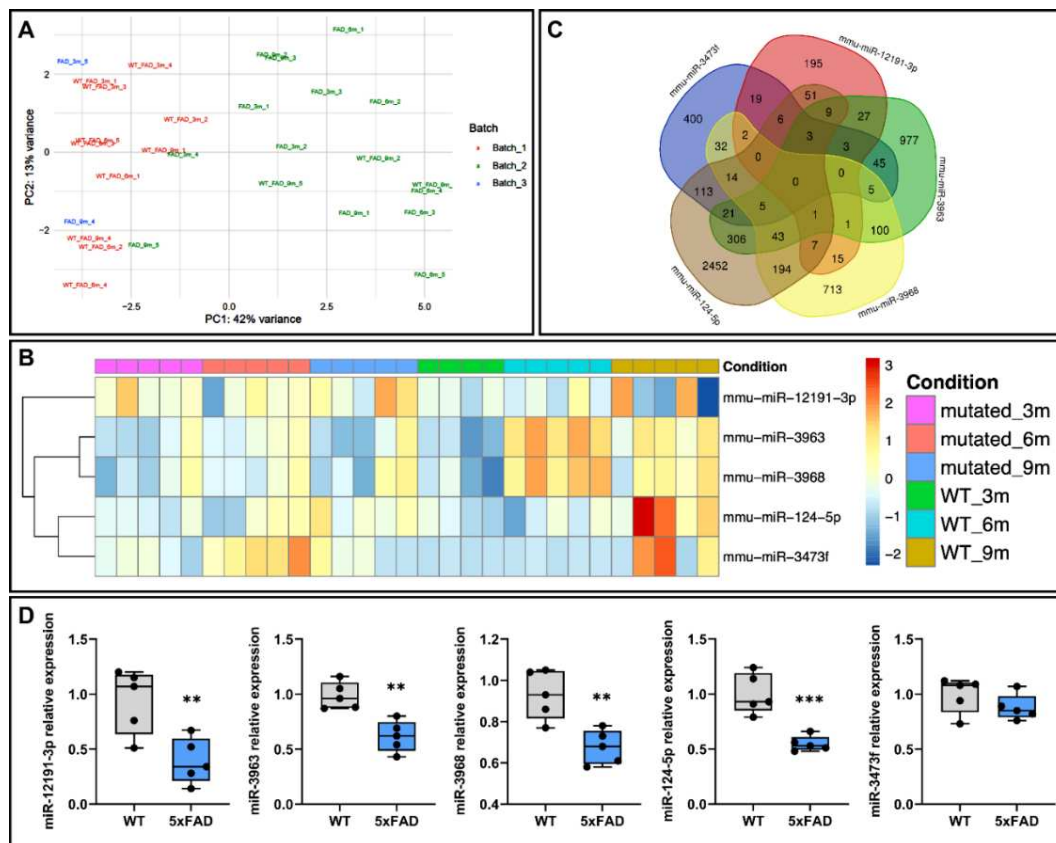 A
FAD_6m_1
FAD_3m_5
WT_FAD_3m_4
FAD_9m_2
FAD_9m_3
WT_FAD_3m_1
WT_FAD_3m_3
FAD_3m_3
FAD_6m_2
FAD_3m_1
WT_FAD_3m_2
FAD_3m_2
WT_FAD_9m_1
FAD_3m_4
WT_FAD_9m_2
WT_FAD_6m_1
WT_FAD_9m_5
FAD_6m_4
FAD_9m_1
WT_FAD_6m_3
FAD_9m_4
WT_FAD_9m_4
WT_FAD_6m_2
FAD_9m_5
FAD_6m_5
WT_FAD_6m_4
2
0
−2
−2.5
0.0
2.5
5.0
PC1: 42% variance
PC2: 13% variance
Batch
Batch_1
Batch_2
Batch_3
C
mmu-miR-3473f
mmu-miR-12191-3p
mmu-miR-3963
mmu-miR-3968
mmu-miR-124-5p
195
400
19
51
9
27
977
6
2
32
3
3
45
0
0
14
0
5
113
5
21
1
1
100
306
43
7
15
2452
194
713
B
Condition
mmu−miR−12191−3p
mmu−miR−3963
mmu−miR−3968
mmu−miR−124−5p
mmu−miR−3473f
3
2
1
0
−1
−2
Condition
mutated_3m
mutated_6m
mutated_9m
WT_3m
WT_6m
WT_9m
D
miR-12191-3p relative expression
1.5
1.0
0.5
0.0
**
WT
5xFAD
miR-3963 relative expression
1.5
1.0
0.5
0.0
**
WT
5xFAD
miR-3968 relative expression
1.2
1.0
0.8
0.6
0.4
**
WT
5xFAD
miR-124-5p relative expression
1.5
1.0
0.5
0.0
***
WT
5xFAD
miR-3473f relative expression
1.5
1.0
0.5
0.0
WT
5xFAD